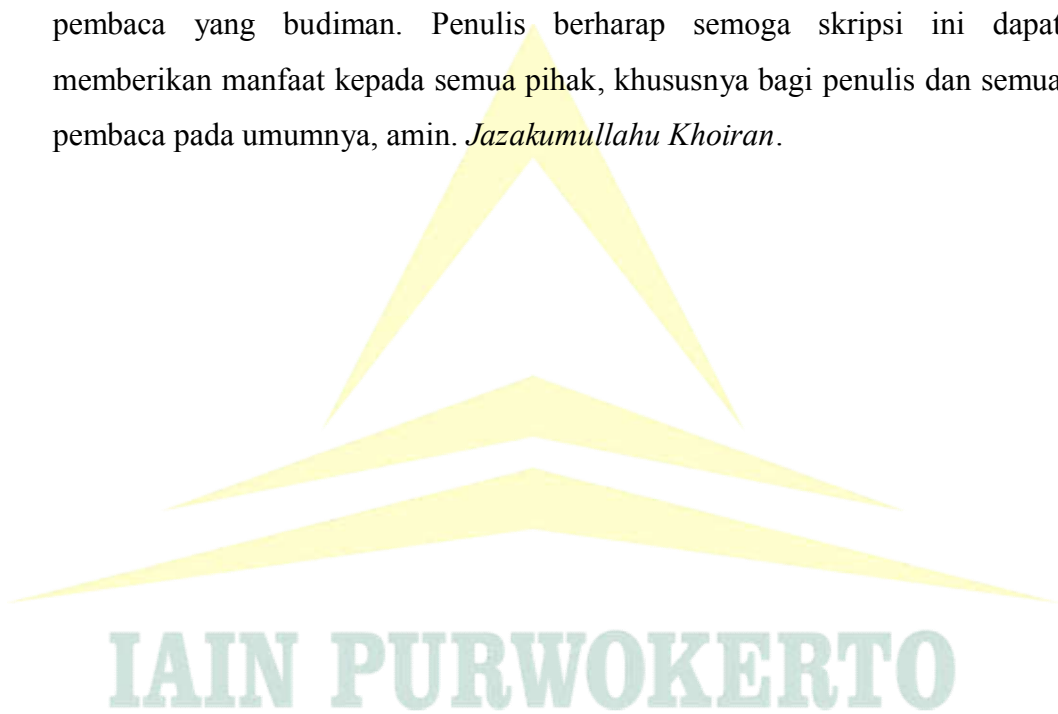 pembaca yang budiman. Penulis berharap semoga skripsi ini dapat
memberikan manfaat kepada semua pihak, khususnya bagi penulis dan semua
pembaca pada umumnya, amin. Jazakumullahu Khoiran.
IAIN PURWOKERTO